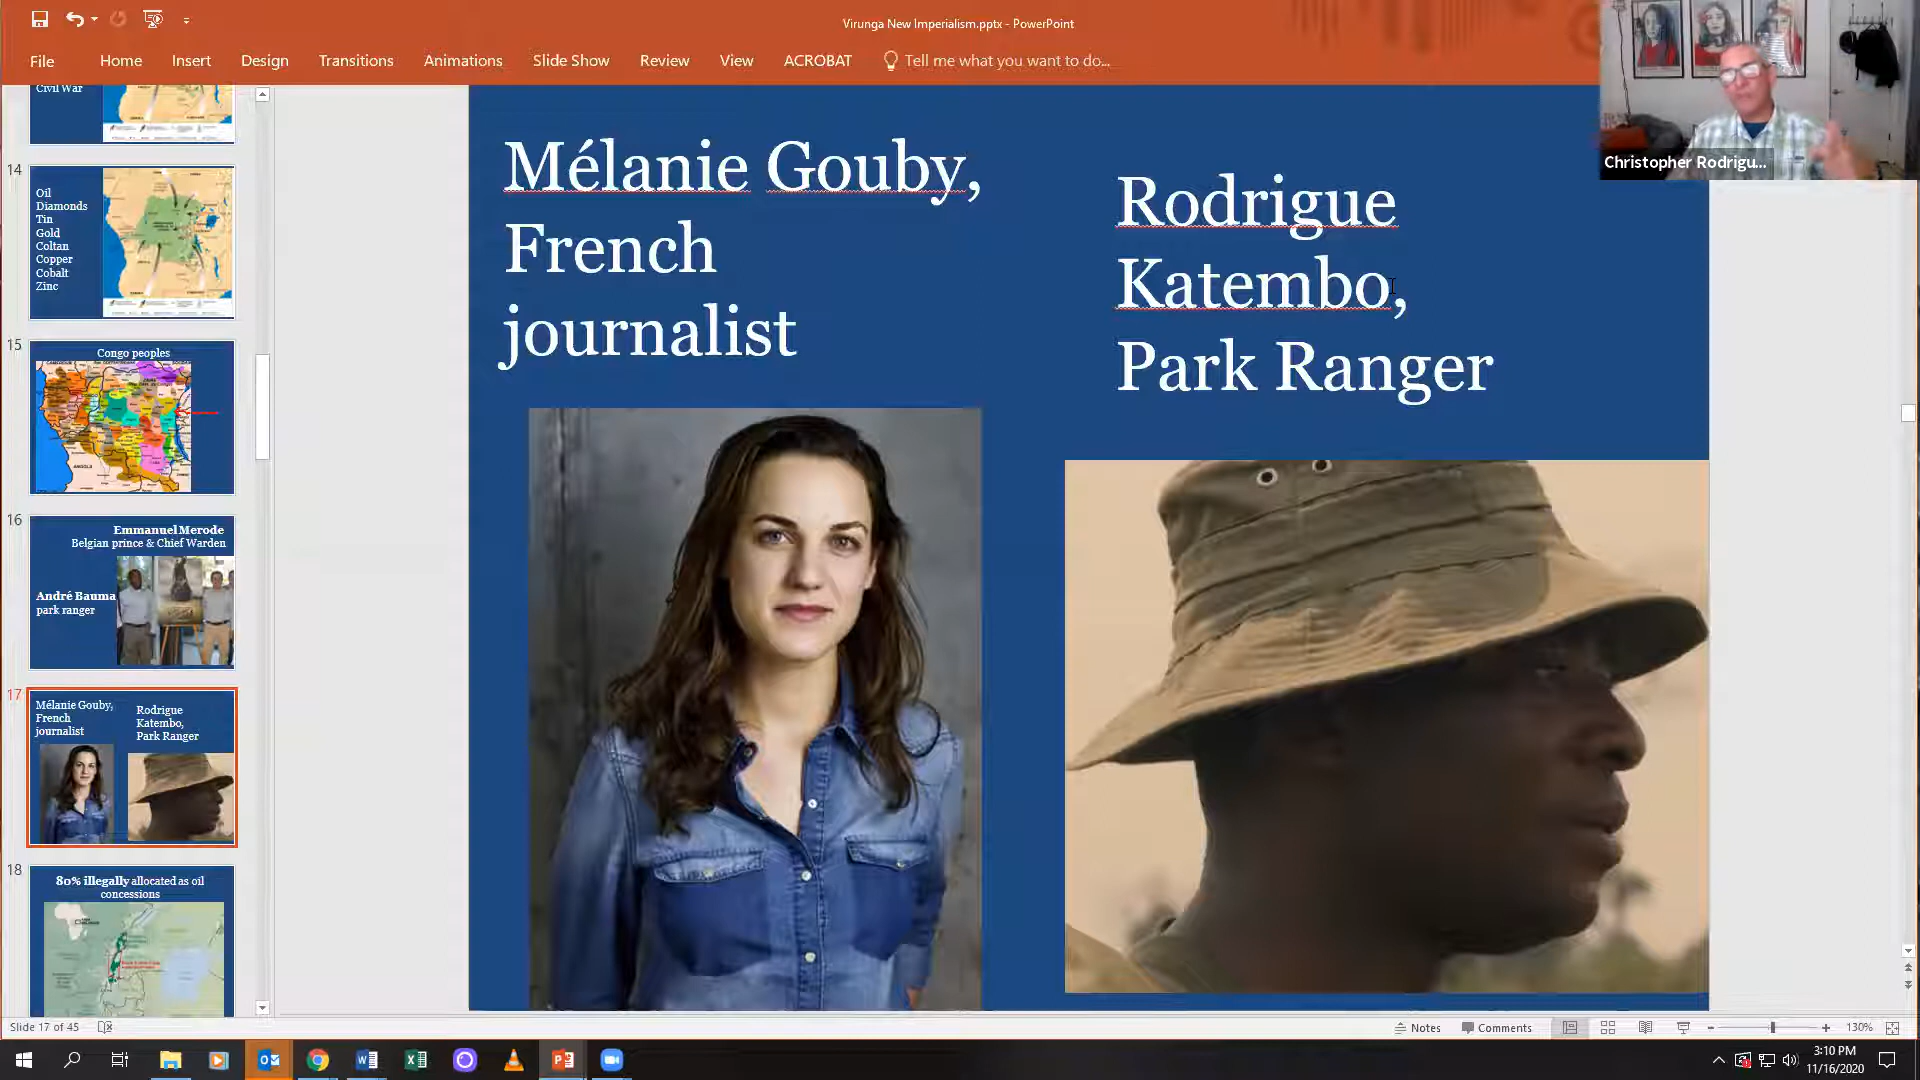 Virunga New Imperialism.pptx - PowerPoint
File Home Insert Design Transitions Animations Slide Show Review View ACROBAT Tell me what you want to do...
Christopher Rodrigu...
Civil War
14
Oil
Diamonds
Tin
Gold
Coltan
Copper
Cobalt
Zinc
15
Congo peoples
ANGOLA
16
Emmanuel Merode
Belgian prince & Chief Warden
André Bauma
park ranger
17
Mélanie Gouby,
French
journalist
Rodrigue
Katembo,
Park Ranger
18
80% illegally allocated as oil
concessions
Mélanie Gouby,
French
journalist
Rodrigue
Katembo,
Park Ranger
Slide 17 of 45
Notes Comments 130%
3:10 PM
11/16/2020